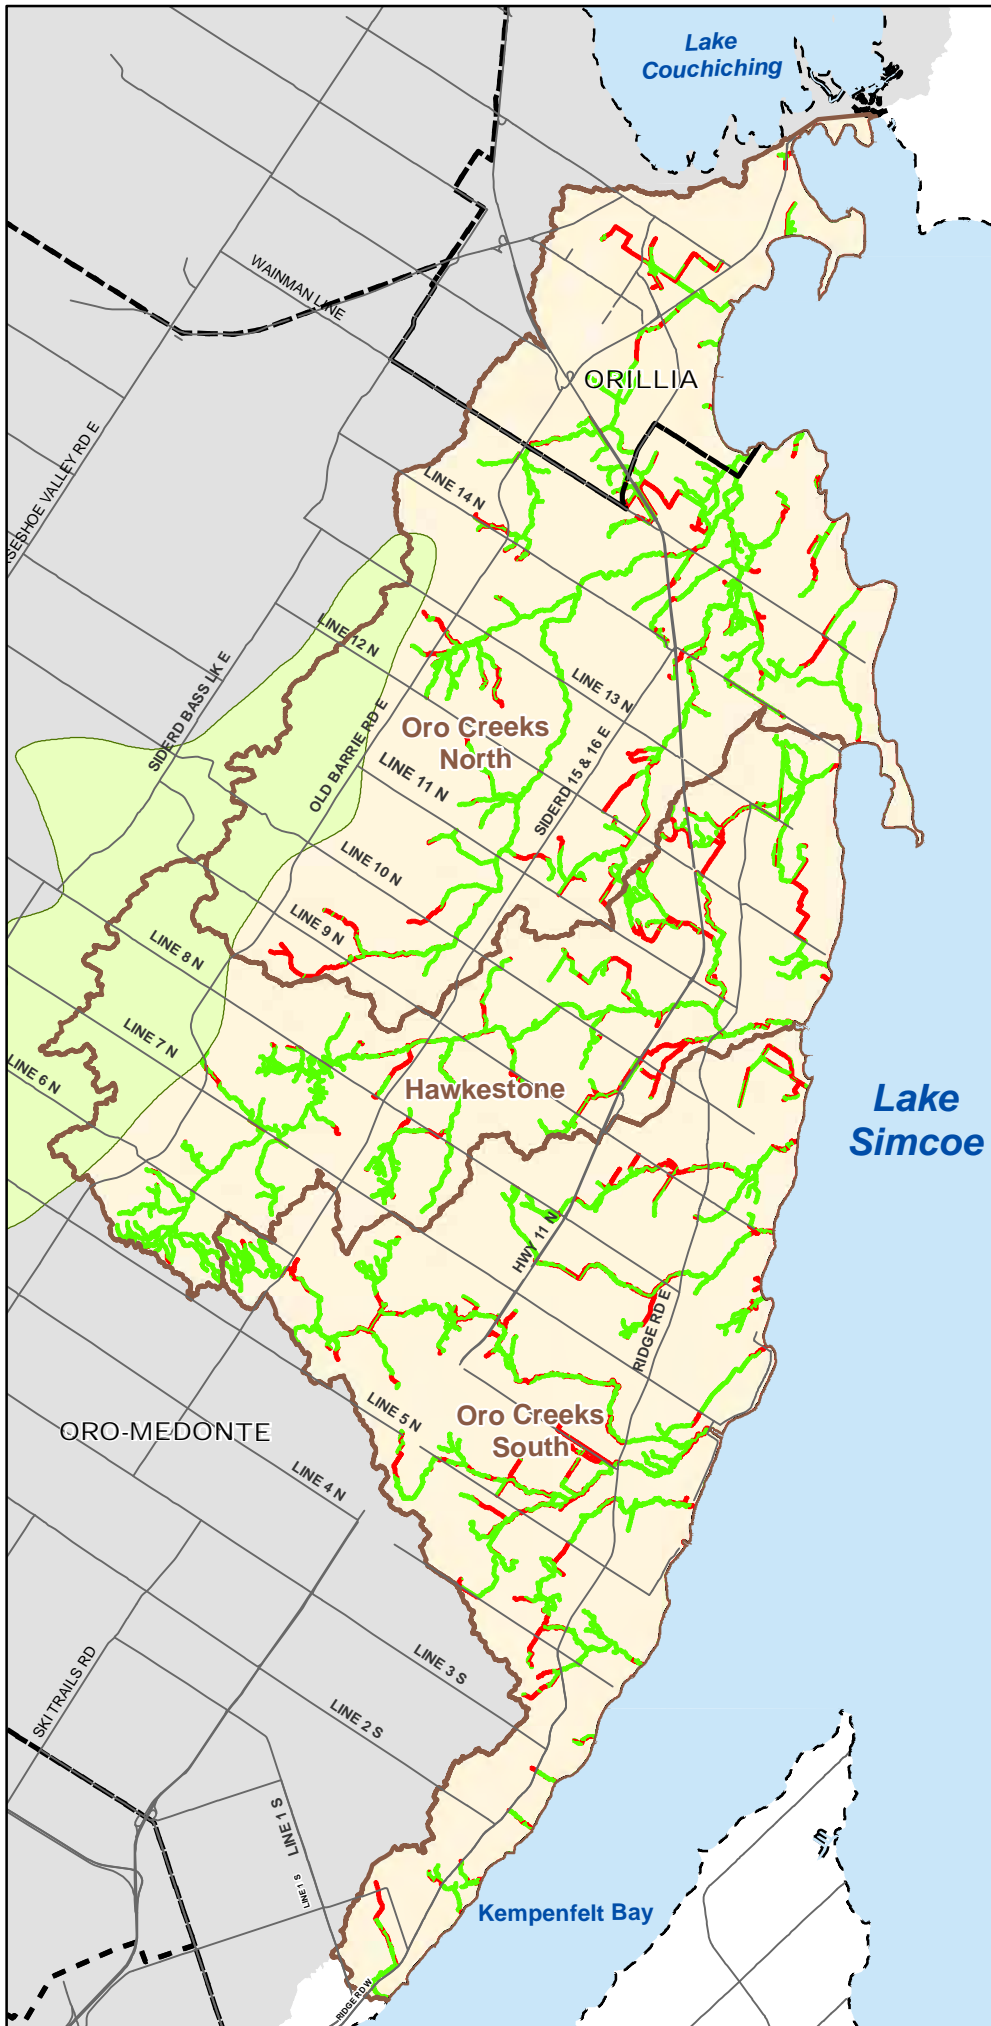 Lake
Couchiching
WAINMAN LINE
ORILLIA
SESHOE VALLEY RD E
LINE 14 N
LINE 12 N
SIDERD BASS LK E
LINE 13 N
OLD BARRIE RD E
Oro Creeks
North
LINE 11 N
SIDERD 15 & 16 E
LINE 10 N
LINE 9 N
LINE 8 N
LINE 7 N
LINE 6 N
Hawkestone
Lake
Simcoe
HWY 11 N
RIDGE RD E
LINE 5 N
Oro Creeks
South
ORO-MEDONTE
LINE 4 N
SKI TRAILS RD
LINE 3 S
LINE 2 S
LINE 1 S
LINE 1 S
Kempenfelt Bay
RIDGE RD W